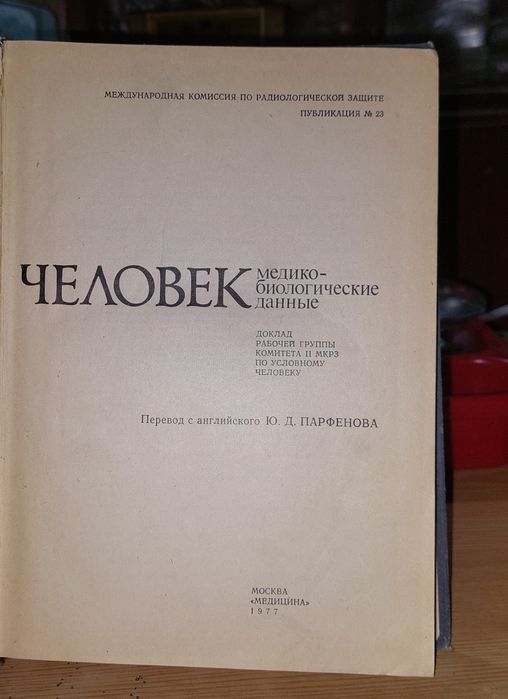 МЕЖДУНАРОДНАЯ КОМИССИЯ ПО РАДИОЛОГИЧЕСКОЙ ЗАЩИТЕ
ПУБЛИКАЦИЯ № 23
ЧЕЛОВЕК
медико-
биологические
данные
ДОКЛАД
РАБОЧЕЙ ГРУППЫ
КОМИТЕТА II МКРЗ
ПО УСЛОВНОМУ
ЧЕЛОВЕКУ
Перевод с английского Ю. Д. ПАРФЕНОВА
МОСКВА
«МЕДИЦИНА»
1977